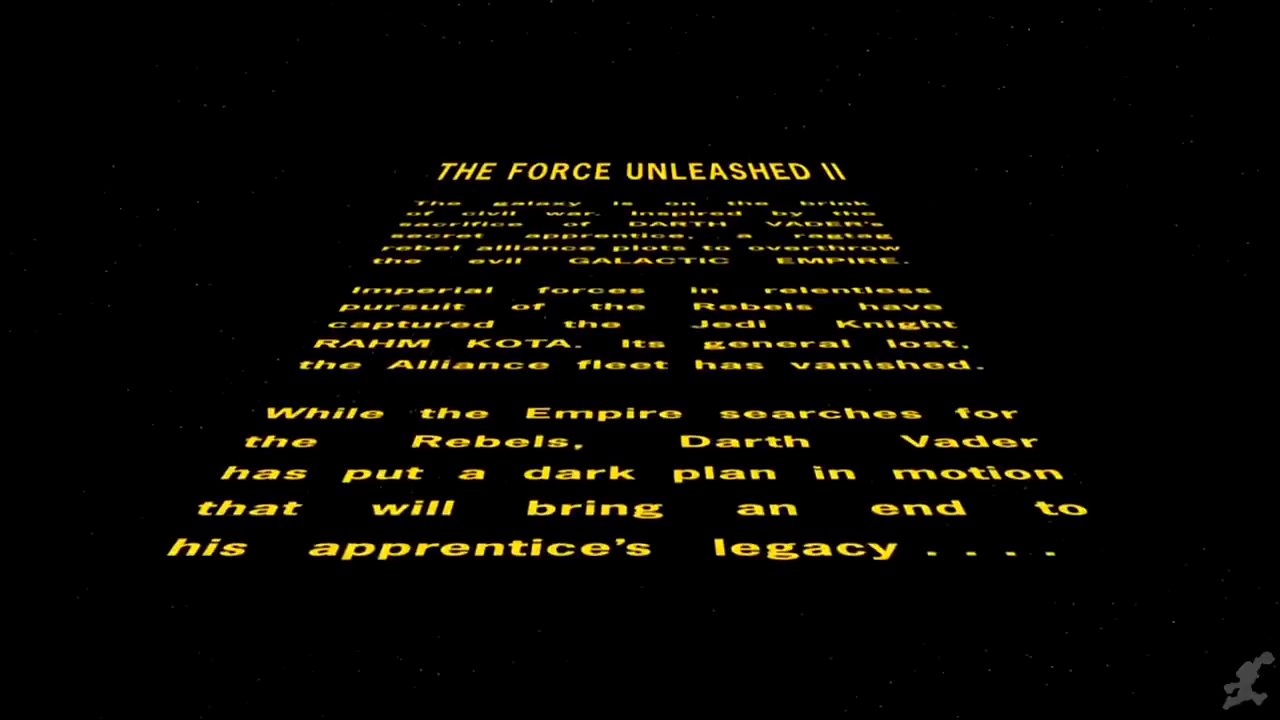 THE FORCE UNLEASHED II
The galaxy is on the brink
of civil war. Inspired by the
sacrifice of DARTH VADER's
secret apprentice, a ragtag
rebel alliance plots to overthrow
the evil GALACTIC EMPIRE.
Imperial forces in relentless
pursuit of the Rebels have
captured the Jedi Knight
RAHM KOTA. Its general lost,
the Alliance fleet has vanished.
While the Empire searches for
the Rebels, Darth Vader
has put a dark plan in motion
that will bring an end to
his apprentice's legacy . . . .